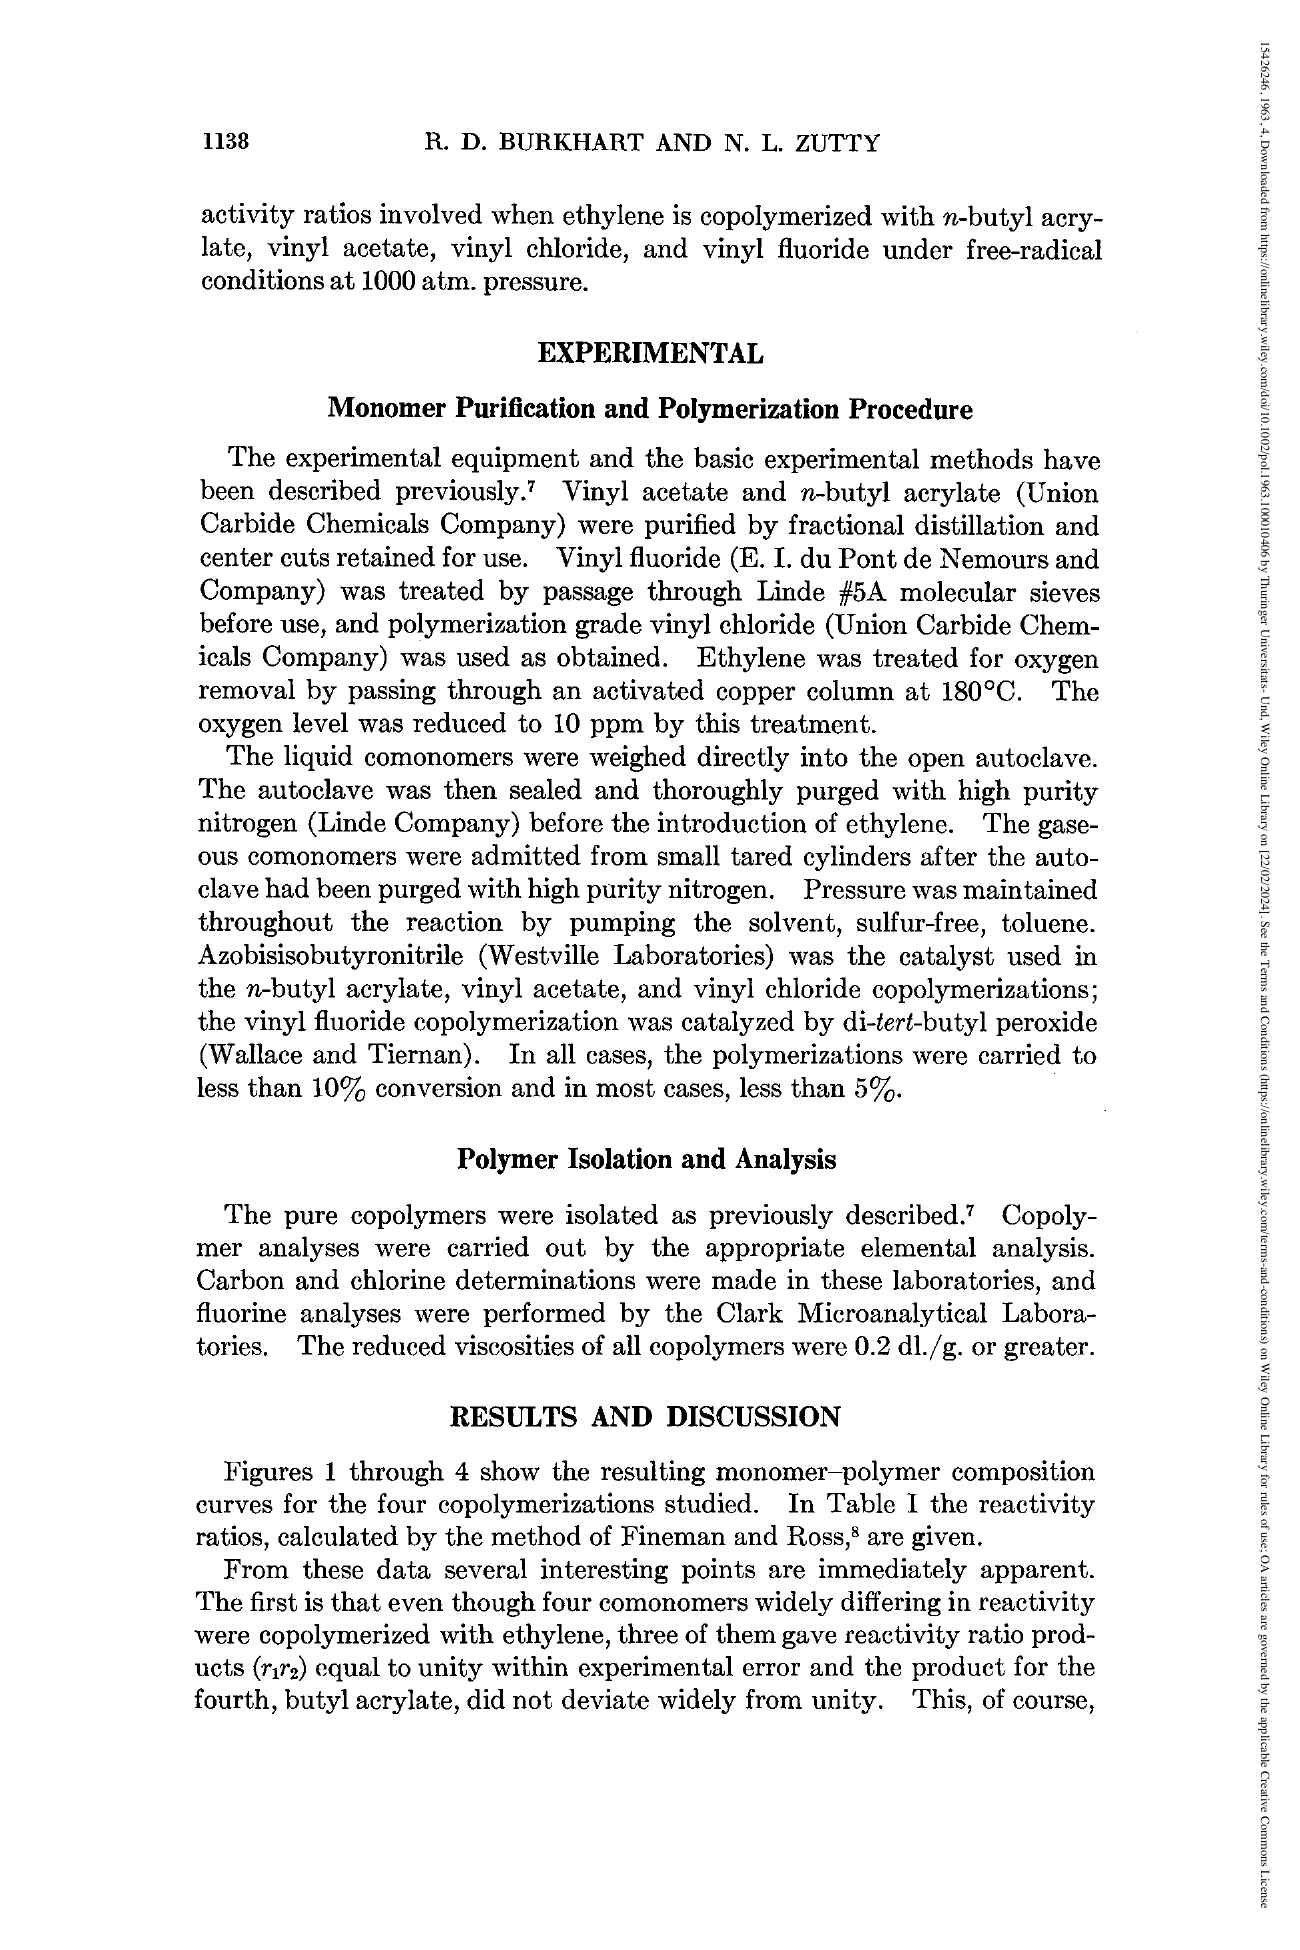 1138 R. D. BURKHART AND N. L. ZUTTY
activity ratios involved when ethylene is copolymerized with n-butyl acry-
late, vinyl acetate, vinyl chloride, and vinyl fluoride under free-radical
conditions at 1000 atm. pressure.
EXPERIMENTAL
Monomer Purification and Polymerization Procedure
The experimental equipment and the basic experimental methods have
been described previously.⁷ Vinyl acetate and n-butyl acrylate (Union
Carbide Chemicals Company) were purified by fractional distillation and
center cuts retained for use. Vinyl fluoride (E. I. du Pont de Nemours and
Company) was treated by passage through Linde #5A molecular sieves
before use, and polymerization grade vinyl chloride (Union Carbide Chem-
icals Company) was used as obtained. Ethylene was treated for oxygen
removal by passing through an activated copper column at 180°C. The
oxygen level was reduced to 10 ppm by this treatment.
The liquid comonomers were weighed directly into the open autoclave.
The autoclave was then sealed and thoroughly purged with high purity
nitrogen (Linde Company) before the introduction of ethylene. The gase-
ous comonomers were admitted from small tared cylinders after the auto-
clave had been purged with high purity nitrogen. Pressure was maintained
throughout the reaction by pumping the solvent, sulfur-free, toluene.
Azobisisobutyronitrile (Westville Laboratories) was the catalyst used in
the n-butyl acrylate, vinyl acetate, and vinyl chloride copolymerizations;
the vinyl fluoride copolymerization was catalyzed by di-tert-butyl peroxide
(Wallace and Tiernan). In all cases, the polymerizations were carried to
less than 10% conversion and in most cases, less than 5%.
Polymer Isolation and Analysis
The pure copolymers were isolated as previously described.⁷ Copoly-
mer analyses were carried out by the appropriate elemental analysis.
Carbon and chlorine determinations were made in these laboratories, and
fluorine analyses were performed by the Clark Microanalytical Labora-
tories. The reduced viscosities of all copolymers were 0.2 dl./g. or greater.
RESULTS AND DISCUSSION
Figures 1 through 4 show the resulting monomer–polymer composition
curves for the four copolymerizations studied. In Table I the reactivity
ratios, calculated by the method of Fineman and Ross,⁸ are given.
From these data several interesting points are immediately apparent.
The first is that even though four comonomers widely differing in reactivity
were copolymerized with ethylene, three of them gave reactivity ratio prod-
ucts (r₁r₂) equal to unity within experimental error and the product for the
fourth, butyl acrylate, did not deviate widely from unity. This, of course,
15426246, 1963, 4, Downloaded from https://onlinelibrary.wiley.com/doi/10.1002/pol.1963.100010406 by Thuringer Universitats- Und, Wiley Online Library on [22/02/2024]. See the Terms and Conditions (https://onlinelibrary.wiley.com/terms-and-conditions) on Wiley Online Library for rules of use; OA articles are governed by the applicable Creative Commons License